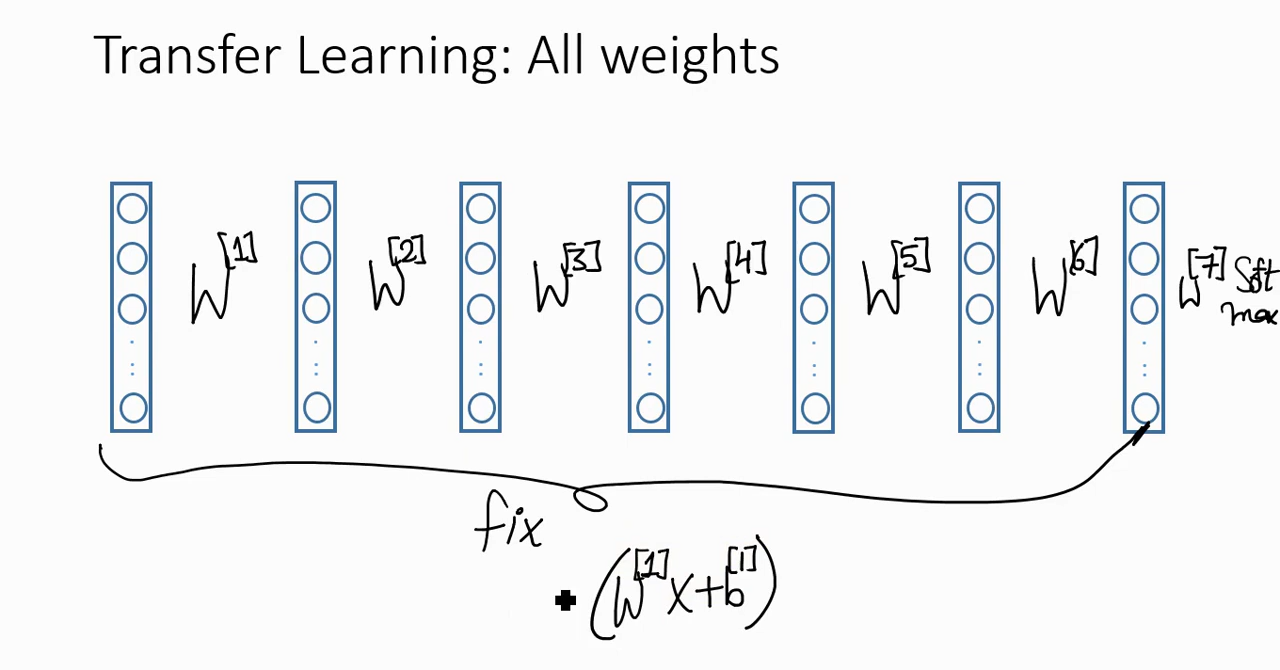 Transfer Learning: All weights
W[1] W[2] W[3] W[4] W[5] W[6] W[7] Soft
max
fix
(W[1]X+b[1])